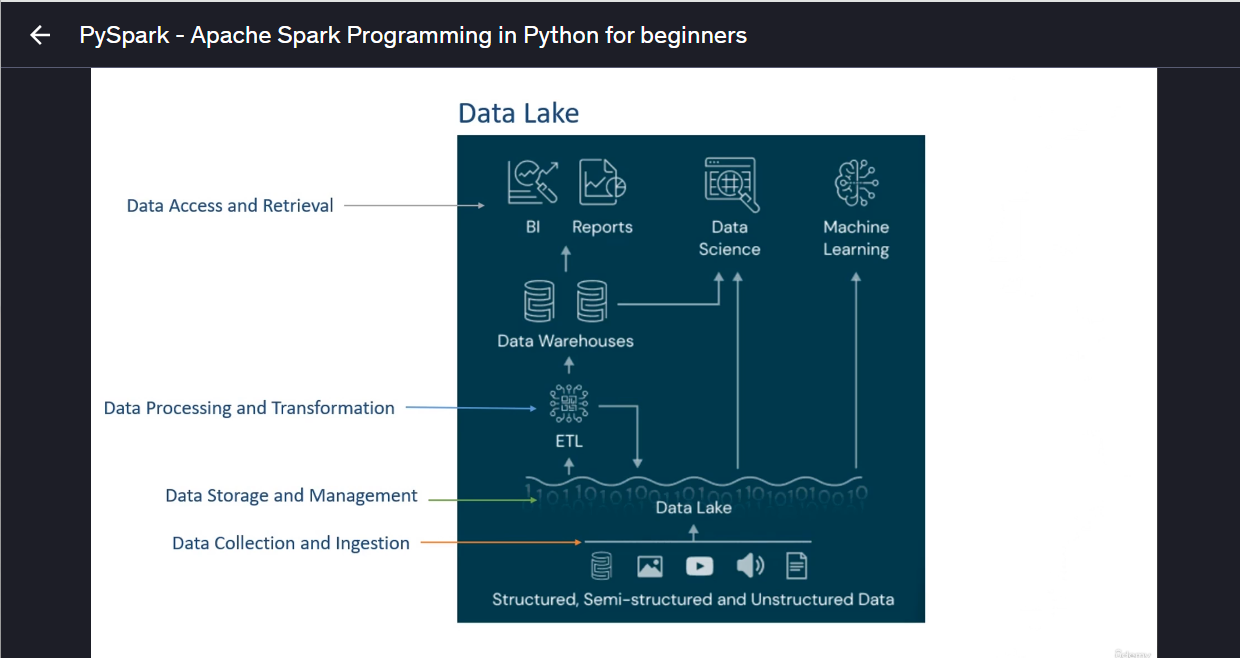 PySpark - Apache Spark Programming in Python for beginners
Data Lake
Data Access and Retrieval
BI
Reports
Data
Science
Machine
Learning
Data Warehouses
Data Processing and Transformation
ETL
Data Storage and Management
Data Lake
Data Collection and Ingestion
Structured, Semi-structured and Unstructured Data